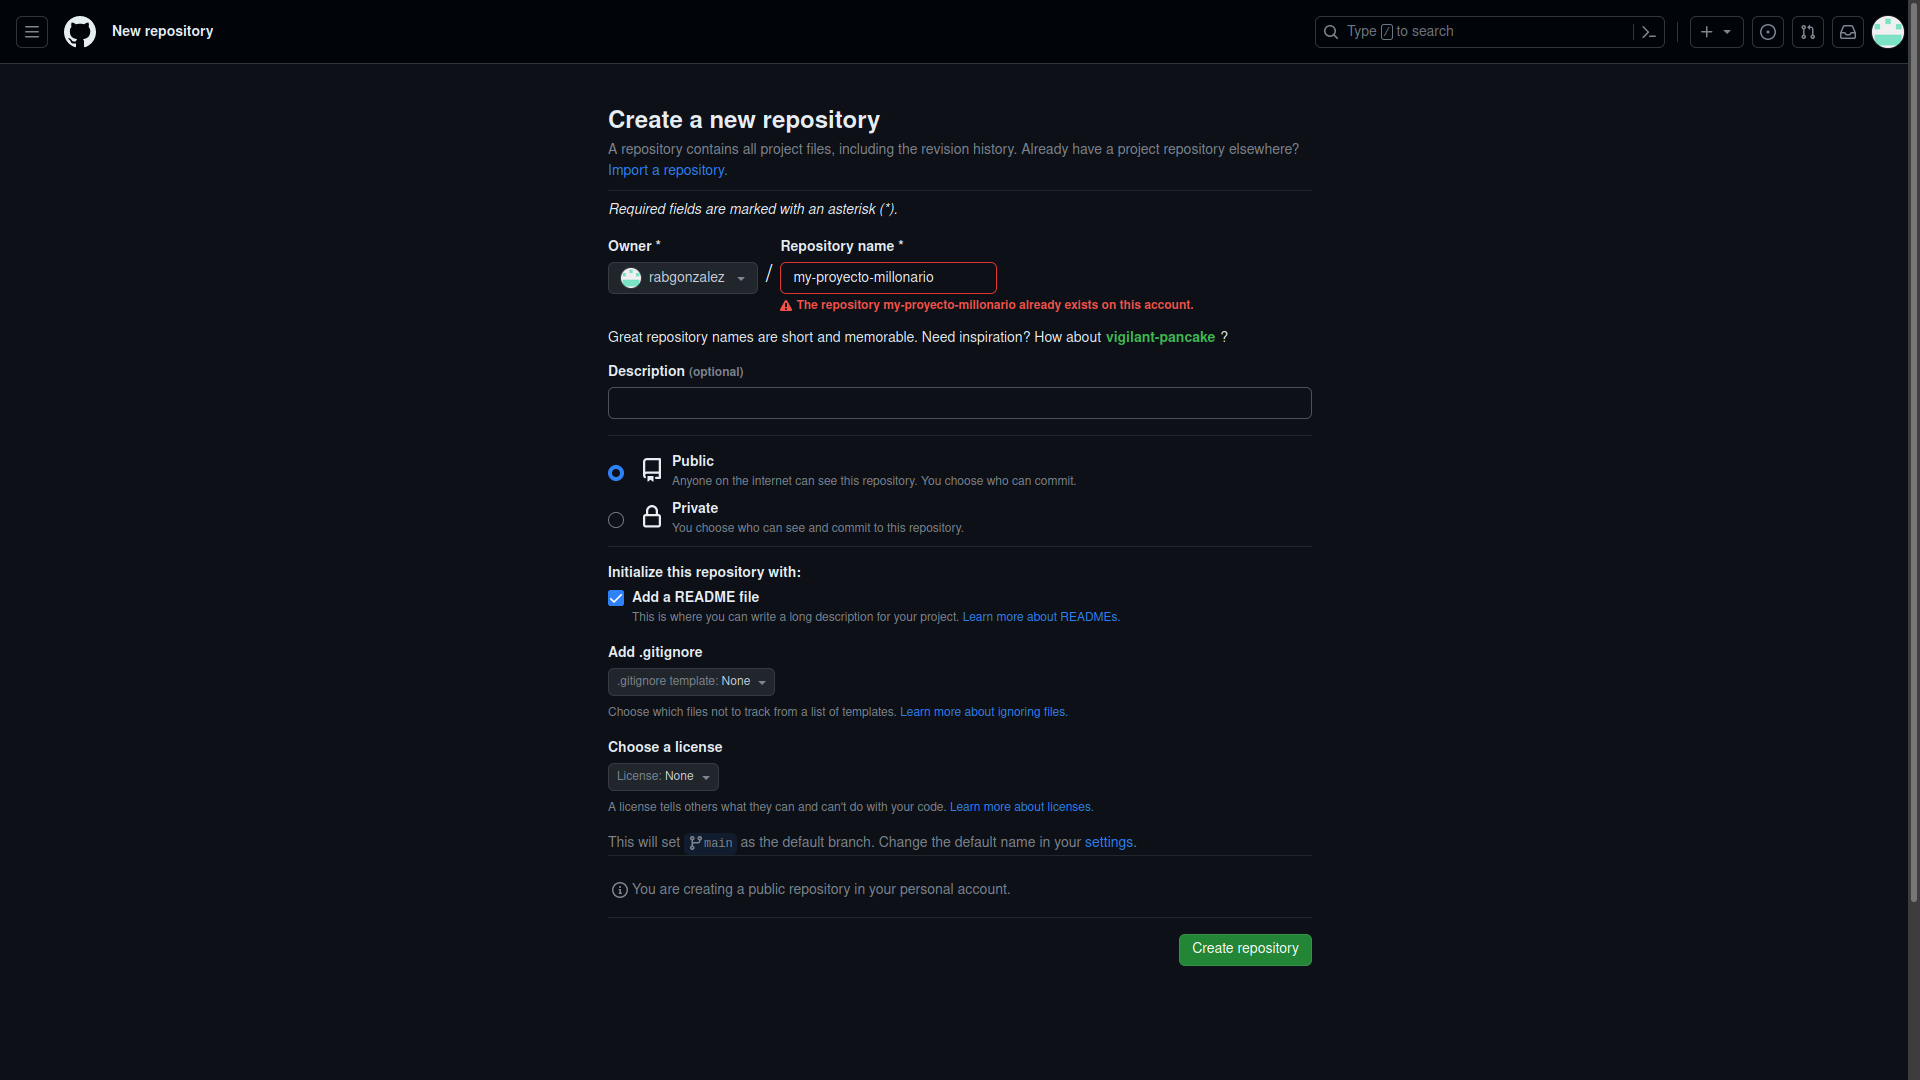 New repository
Type / to search
Create a new repository
A repository contains all project files, including the revision history. Already have a project repository elsewhere?
Import a repository.
Required fields are marked with an asterisk (*).
Owner *
Repository name *
rabgonzalez
/
my-proyecto-millonario
The repository my-proyecto-millonario already exists on this account.
Great repository names are short and memorable. Need inspiration? How about vigilant-pancake ?
Description (optional)
Public
Anyone on the internet can see this repository. You choose who can commit.
Private
You choose who can see and commit to this repository.
Initialize this repository with:
Add a README file
This is where you can write a long description for your project. Learn more about READMEs.
Add .gitignore
.gitignore template: None
Choose which files not to track from a list of templates. Learn more about ignoring files.
Choose a license
License: None
A license tells others what they can and can't do with your code. Learn more about licenses.
This will set main as the default branch. Change the default name in your settings.
You are creating a public repository in your personal account.
Create repository